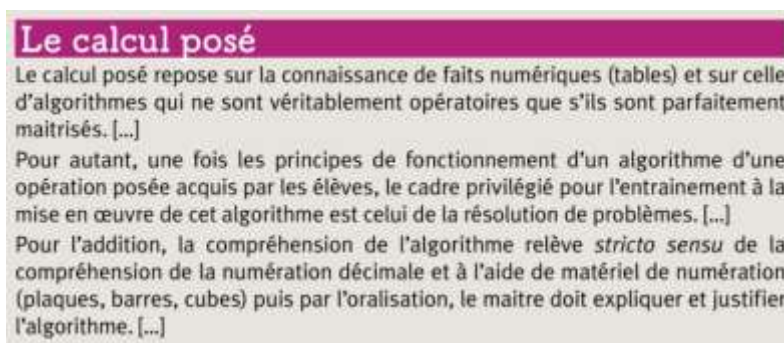 Le calcul posé
Le calcul posé repose sur la connaissance de faits numériques (tables) et sur celle
d'algorithmes qui ne sont véritablement opératoires que s'ils sont parfaitement
maitrisés. [...]
Pour autant, une fois les principes de fonctionnement d'un algorithme d'une
opération posée acquis par les élèves, le cadre privilégié pour l'entrainement à la
mise en œuvre de cet algorithme est celui de la résolution de problèmes. [...]
Pour l'addition, la compréhension de l'algorithme relève stricto sensu de la
compréhension de la numération décimale et à l'aide de matériel de numération
(plaques, barres, cubes) puis par l'oralisation, le maitre doit expliquer et justifier
l'algorithme. [...]